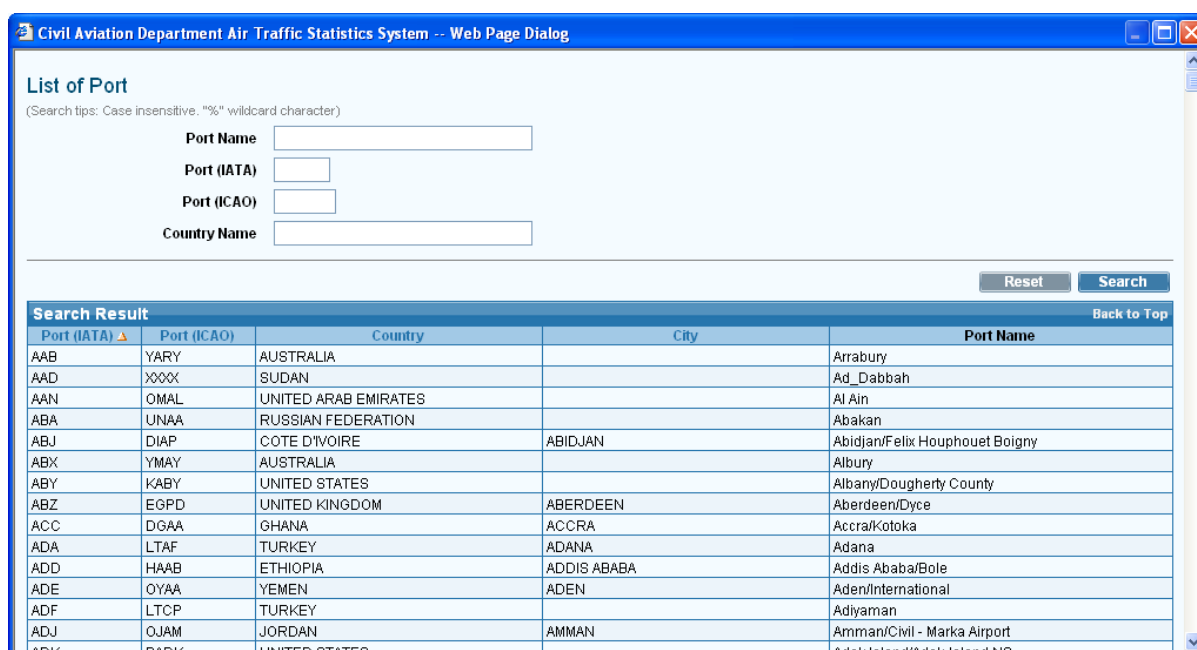 Civil Aviation Department Air Traffic Statistics System -- Web Page Dialog
List of Port
(Search tips: Case insensitive. "%" wildcard character)
Port Name
Port (IATA)
Port (ICAO)
Country Name
Reset Search
Search Result Back to Top
Port (IATA) Port (ICAO) Country City Port Name
AAB YARY AUSTRALIA Arrabury
AAD XXXX SUDAN Ad_Dabbah
AAN OMAL UNITED ARAB EMIRATES Al Ain
ABA UNAA RUSSIAN FEDERATION Abakan
ABJ DIAP COTE D'IVOIRE ABIDJAN Abidjan/Felix Houphouet Boigny
ABX YMAY AUSTRALIA Albury
ABY KABY UNITED STATES Albany/Dougherty County
ABZ EGPD UNITED KINGDOM ABERDEEN Aberdeen/Dyce
ACC DGAA GHANA ACCRA Accra/Kotoka
ADA LTAF TURKEY ADANA Adana
ADD HAAB ETHIOPIA ADDIS ABABA Addis Ababa/Bole
ADE OYAA YEMEN ADEN Aden/International
ADF LTCP TURKEY Adiyaman
ADJ OJAM JORDAN AMMAN Amman/Civil - Marka Airport